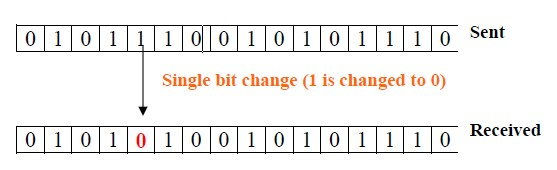 0 1 0 1 1 1 0 0 1 0 1 0 1 1 1 0 Sent
Single bit change (1 is changed to 0)
0 1 0 1 0 1 0 0 1 0 1 0 1 1 1 0 Received